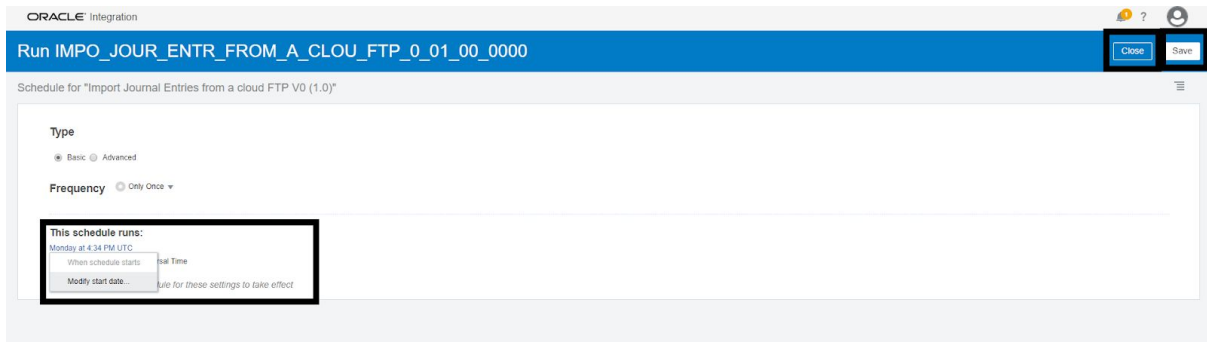 ORACLE Integration
1 ?
Run IMPO_JOUR_ENTR_FROM_A_CLOU_FTP_0_01_00_0000
Close Save
Schedule for "Import Journal Entries from a cloud FTP V0 (1.0)"
Type
Basic Advanced
Frequency Only Once
This schedule runs:
Monday at 4:34 PM UTC
When schedule starts rsal Time
Modify start date... ule for these settings to take effect